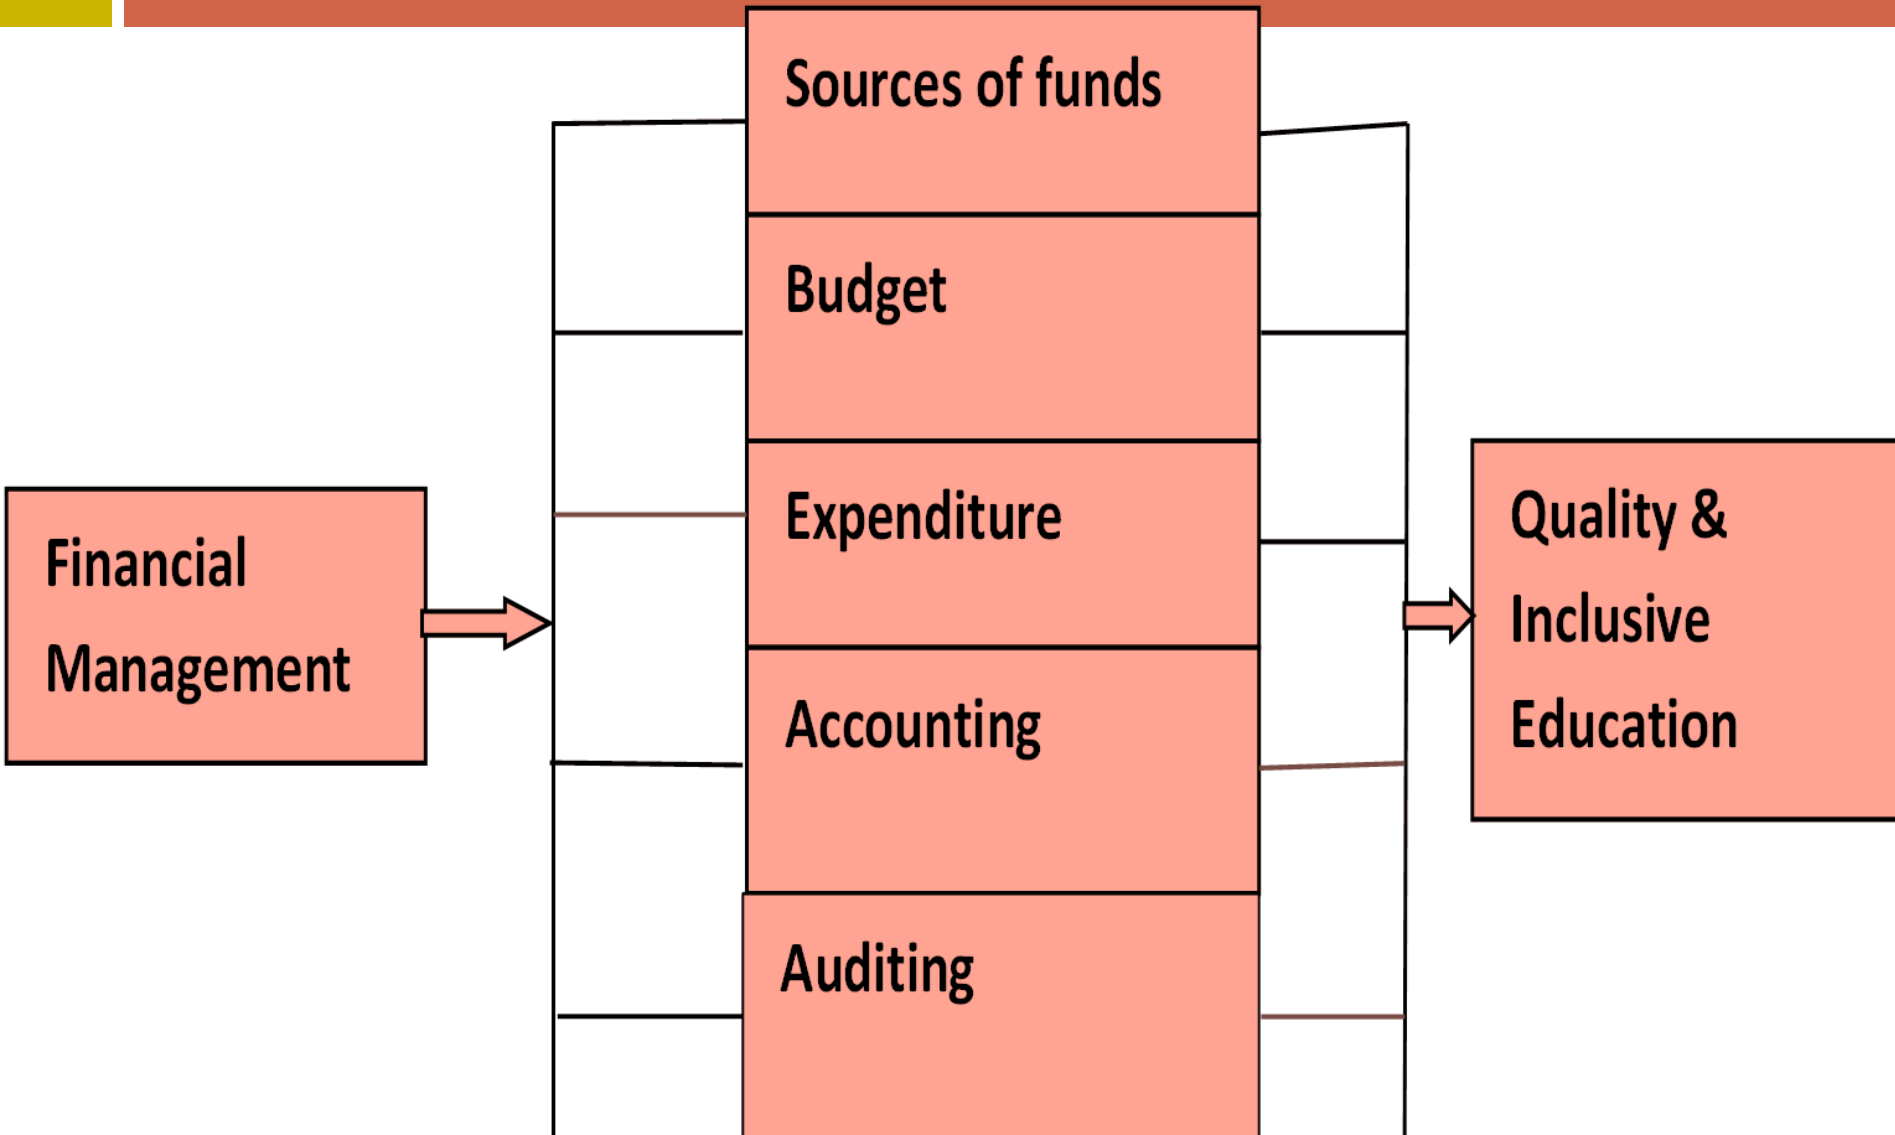 Sources of funds
Budget
Expenditure
Accounting
Auditing
Financial
Management
Quality &
Inclusive
Education